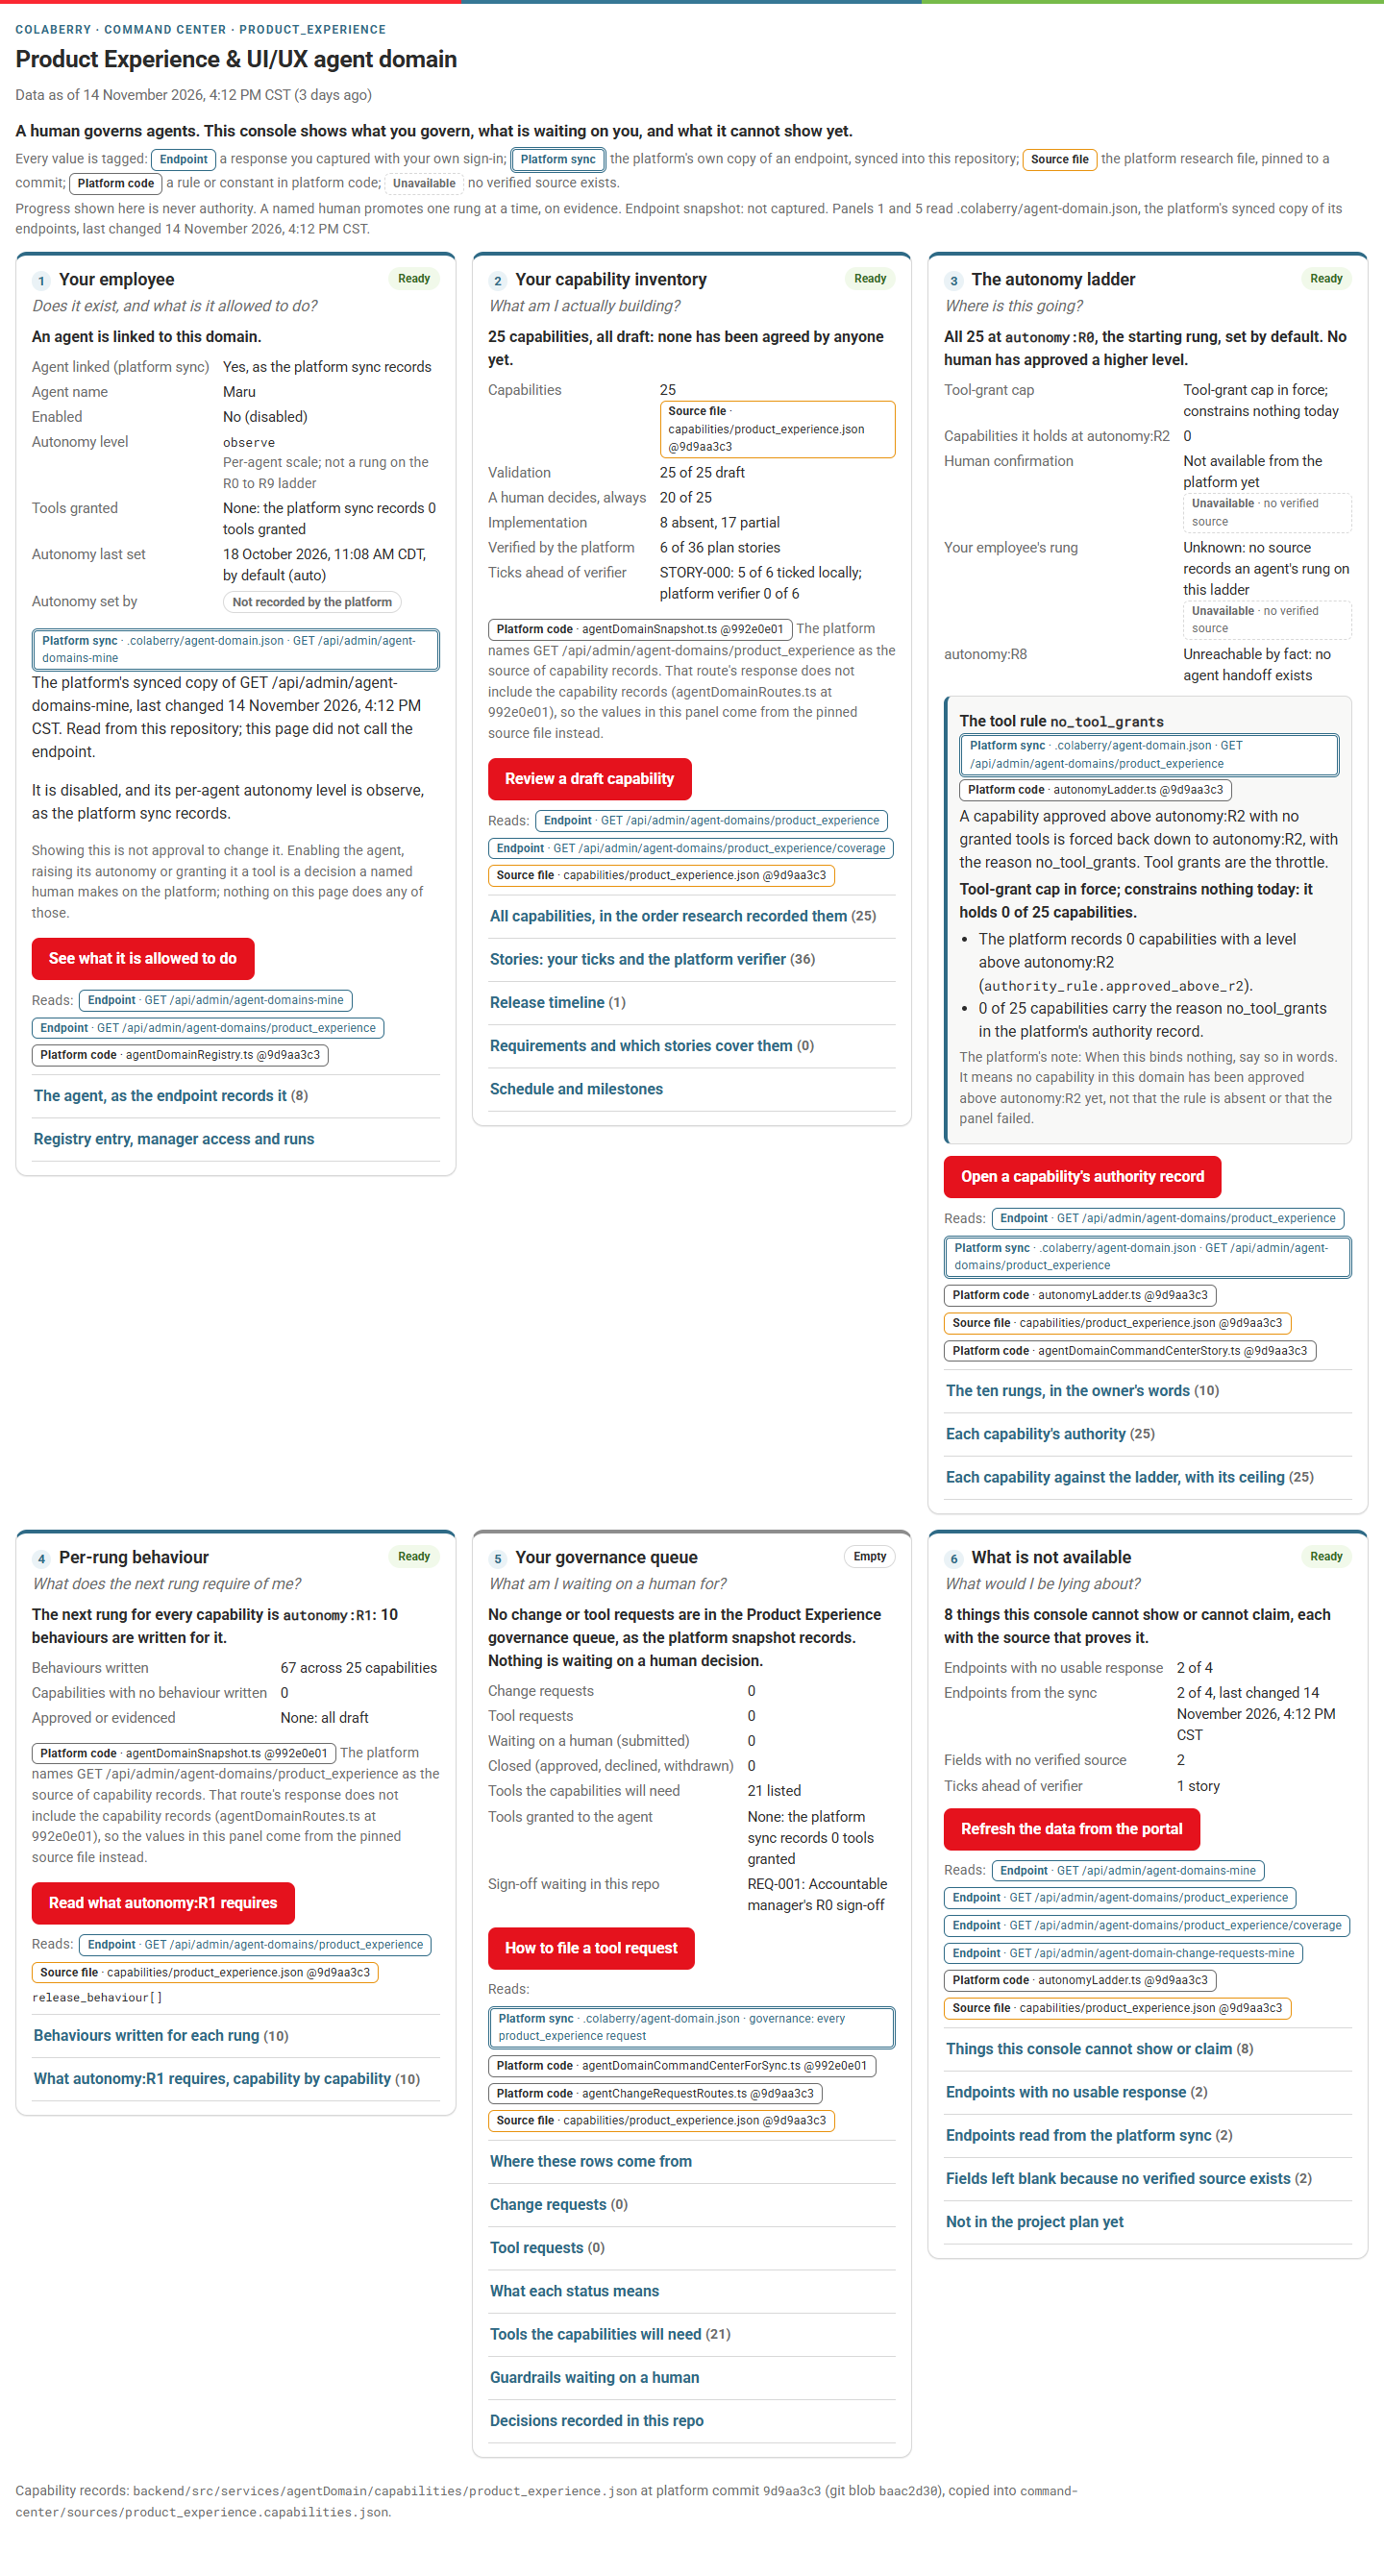 COLABERRY · COMMAND CENTER · PRODUCT_EXPERIENCE
Product Experience & UI/UX agent domain
Data as of 14 November 2026, 4:12 PM CST (3 days ago)
A human governs agents. This console shows what you govern, what is waiting on you, and what it cannot show yet.
Every value is tagged: Endpoint a response you captured with your own sign-in; Platform sync the platform's own copy of an endpoint, synced into this repository; Source file the platform research file, pinned to a
commit; Platform code a rule or constant in platform code; Unavailable no verified source exists.
Progress shown here is never authority. A named human promotes one rung at a time, on evidence. Endpoint snapshot: not captured. Panels 1 and 5 read .colaberry/agent-domain.json, the platform's synced copy of its
endpoints, last changed 14 November 2026, 4:12 PM CST.
1 Your employee Ready
Does it exist, and what is it allowed to do?
An agent is linked to this domain.
Agent linked (platform sync) Yes, as the platform sync records
Agent name Maru
Enabled No (disabled)
Autonomy level observe
Per-agent scale; not a rung on the
R0 to R9 ladder
Tools granted None: the platform sync records 0
tools granted
Autonomy last set 18 October 2026, 11:08 AM CDT,
by default (auto)
Autonomy set by Not recorded by the platform
Platform sync · .colaberry/agent-domain.json · GET /api/admin/agent-
domains-mine
The platform's synced copy of GET /api/admin/agent-
domains-mine, last changed 14 November 2026, 4:12 PM
CST. Read from this repository; this page did not call the
endpoint.
It is disabled, and its per-agent autonomy level is observe,
as the platform sync records.
Showing this is not approval to change it. Enabling the agent,
raising its autonomy or granting it a tool is a decision a named
human makes on the platform; nothing on this page does any of
those.
See what it is allowed to do
Reads: Endpoint · GET /api/admin/agent-domains-mine
Endpoint · GET /api/admin/agent-domains/product_experience
Platform code · agentDomainRegistry.ts @9d9aa3c3
The agent, as the endpoint records it (8)
Registry entry, manager access and runs
2 Your capability inventory Ready
What am I actually building?
25 capabilities, all draft: none has been agreed by anyone
yet.
Capabilities 25
Source file ·
capabilities/product_experience.json
@9d9aa3c3
Validation 25 of 25 draft
A human decides, always 20 of 25
Implementation 8 absent, 17 partial
Verified by the platform 6 of 36 plan stories
Ticks ahead of verifier STORY-000: 5 of 6 ticked locally;
platform verifier 0 of 6
Platform code · agentDomainSnapshot.ts @992e0e01 The platform
names GET /api/admin/agent-domains/product_experience as the
source of capability records. That route's response does not
include the capability records (agentDomainRoutes.ts at
992e0e01), so the values in this panel come from the pinned
source file instead.
Review a draft capability
Reads: Endpoint · GET /api/admin/agent-domains/product_experience
Endpoint · GET /api/admin/agent-domains/product_experience/coverage
Source file · capabilities/product_experience.json @9d9aa3c3
All capabilities, in the order research recorded them (25)
Stories: your ticks and the platform verifier (36)
Release timeline (1)
Requirements and which stories cover them (0)
Schedule and milestones
3 The autonomy ladder Ready
Where is this going?
All 25 at autonomy:R0, the starting rung, set by default. No
human has approved a higher level.
Tool-grant cap Tool-grant cap in force;
constrains nothing today
Capabilities it holds at autonomy:R2 0
Human confirmation Not available from the
platform yet
Unavailable · no verified
source
Your employee's rung Unknown: no source
records an agent's rung on
this ladder
Unavailable · no verified
source
autonomy:R8 Unreachable by fact: no
agent handoff exists
The tool rule no_tool_grants
Platform sync · .colaberry/agent-domain.json · GET
/api/admin/agent-domains/product_experience
Platform code · autonomyLadder.ts @9d9aa3c3
A capability approved above autonomy:R2 with no
granted tools is forced back down to autonomy:R2, with
the reason no_tool_grants. Tool grants are the throttle.
Tool-grant cap in force; constrains nothing today: it
holds 0 of 25 capabilities.
• The platform records 0 capabilities with a level
above autonomy:R2
(authority_rule.approved_above_r2).
• 0 of 25 capabilities carry the reason no_tool_grants
in the platform's authority record.
The platform's note: When this binds nothing, say so in words.
It means no capability in this domain has been approved
above autonomy:R2 yet, not that the rule is absent or that the
panel failed.
Open a capability's authority record
Reads: Endpoint · GET /api/admin/agent-domains/product_experience
Platform sync · .colaberry/agent-domain.json · GET /api/admin/agent-
domains/product_experience
Platform code · autonomyLadder.ts @9d9aa3c3
Source file · capabilities/product_experience.json @9d9aa3c3
Platform code · agentDomainCommandCenterStory.ts @9d9aa3c3
The ten rungs, in the owner's words (10)
Each capability's authority (25)
Each capability against the ladder, with its ceiling (25)
4 Per-rung behaviour Ready
What does the next rung require of me?
The next rung for every capability is autonomy:R1: 10
behaviours are written for it.
Behaviours written 67 across 25 capabilities
Capabilities with no behaviour written 0
Approved or evidenced None: all draft
Platform code · agentDomainSnapshot.ts @992e0e01 The platform
names GET /api/admin/agent-domains/product_experience as the
source of capability records. That route's response does not
include the capability records (agentDomainRoutes.ts at
992e0e01), so the values in this panel come from the pinned
source file instead.
Read what autonomy:R1 requires
Reads: Endpoint · GET /api/admin/agent-domains/product_experience
Source file · capabilities/product_experience.json @9d9aa3c3
release_behaviour[]
Behaviours written for each rung (10)
What autonomy:R1 requires, capability by capability (10)
5 Your governance queue Empty
What am I waiting on a human for?
No change or tool requests are in the Product Experience
governance queue, as the platform snapshot records.
Nothing is waiting on a human decision.
Change requests 0
Tool requests 0
Waiting on a human (submitted) 0
Closed (approved, declined, withdrawn) 0
Tools the capabilities will need 21 listed
Tools granted to the agent None: the platform
sync records 0 tools
granted
Sign-off waiting in this repo REQ-001: Accountable
manager's R0 sign-off
How to file a tool request
Reads:
Platform sync · .colaberry/agent-domain.json · governance: every
product_experience request
Platform code · agentDomainCommandCenterForSync.ts @992e0e01
Platform code · agentChangeRequestRoutes.ts @9d9aa3c3
Source file · capabilities/product_experience.json @9d9aa3c3
Where these rows come from
Change requests (0)
Tool requests (0)
What each status means
Tools the capabilities will need (21)
Guardrails waiting on a human
Decisions recorded in this repo
6 What is not available Ready
What would I be lying about?
8 things this console cannot show or cannot claim, each
with the source that proves it.
Endpoints with no usable response 2 of 4
Endpoints from the sync 2 of 4, last changed 14
November 2026, 4:12 PM
CST
Fields with no verified source 2
Ticks ahead of verifier 1 story
Refresh the data from the portal
Reads: Endpoint · GET /api/admin/agent-domains-mine
Endpoint · GET /api/admin/agent-domains/product_experience
Endpoint · GET /api/admin/agent-domains/product_experience/coverage
Endpoint · GET /api/admin/agent-domain-change-requests-mine
Platform code · autonomyLadder.ts @9d9aa3c3
Source file · capabilities/product_experience.json @9d9aa3c3
Things this console cannot show or claim (8)
Endpoints with no usable response (2)
Endpoints read from the platform sync (2)
Fields left blank because no verified source exists (2)
Not in the project plan yet
Capability records: backend/src/services/agentDomain/capabilities/product_experience.json at platform commit 9d9aa3c3 (git blob baac2d30), copied into command-
center/sources/product_experience.capabilities.json.